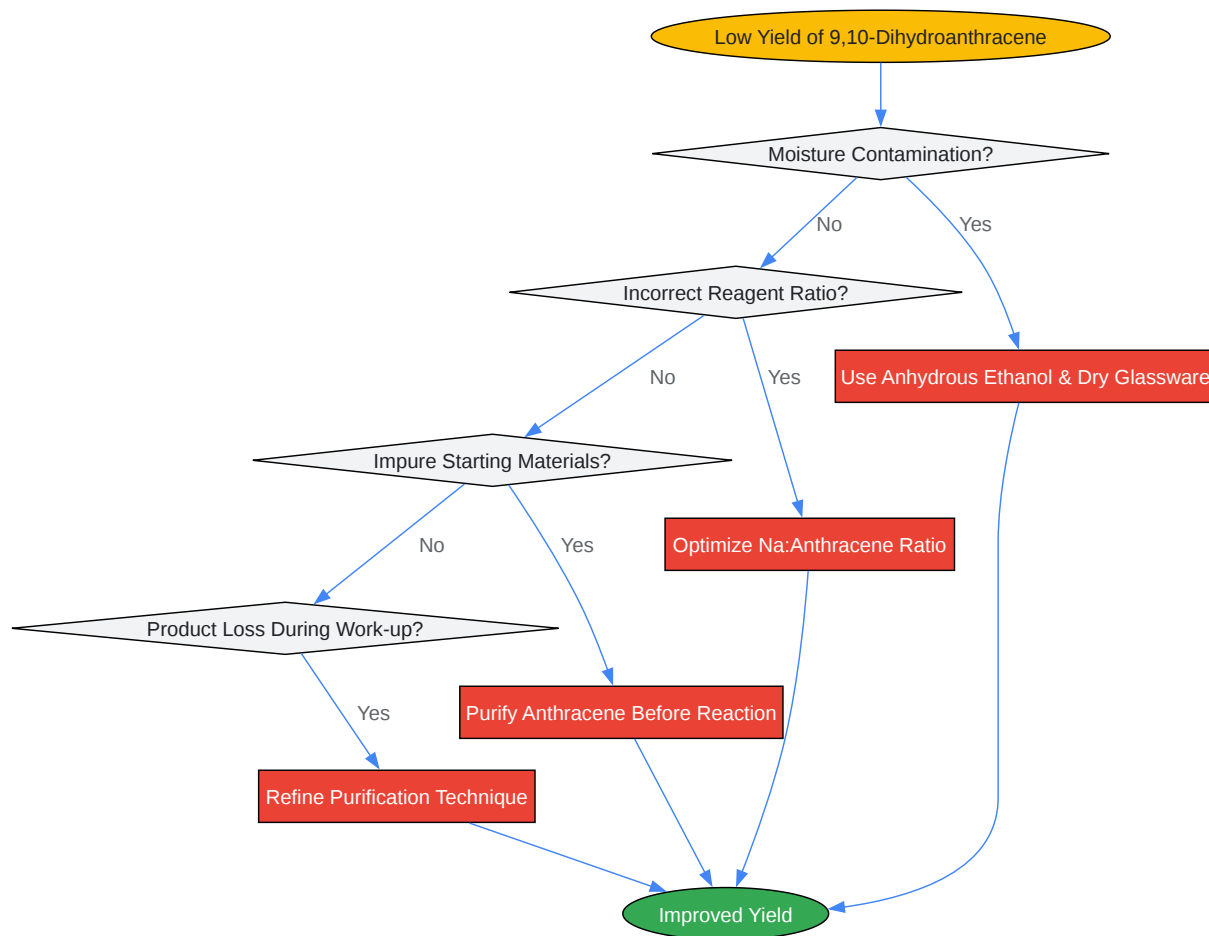 Low Yield of 9,10-Dihydroanthracene
Moisture Contamination?
No
Yes
Incorrect Reagent Ratio?
No
Yes
Use Anhydrous Ethanol & Dry Glassware
Impure Starting Materials?
No
Yes
Optimize Na:Anthracene Ratio
Product Loss During Work-up?
Yes
Purify Anthracene Before Reaction
Refine Purification Technique
Improved Yield